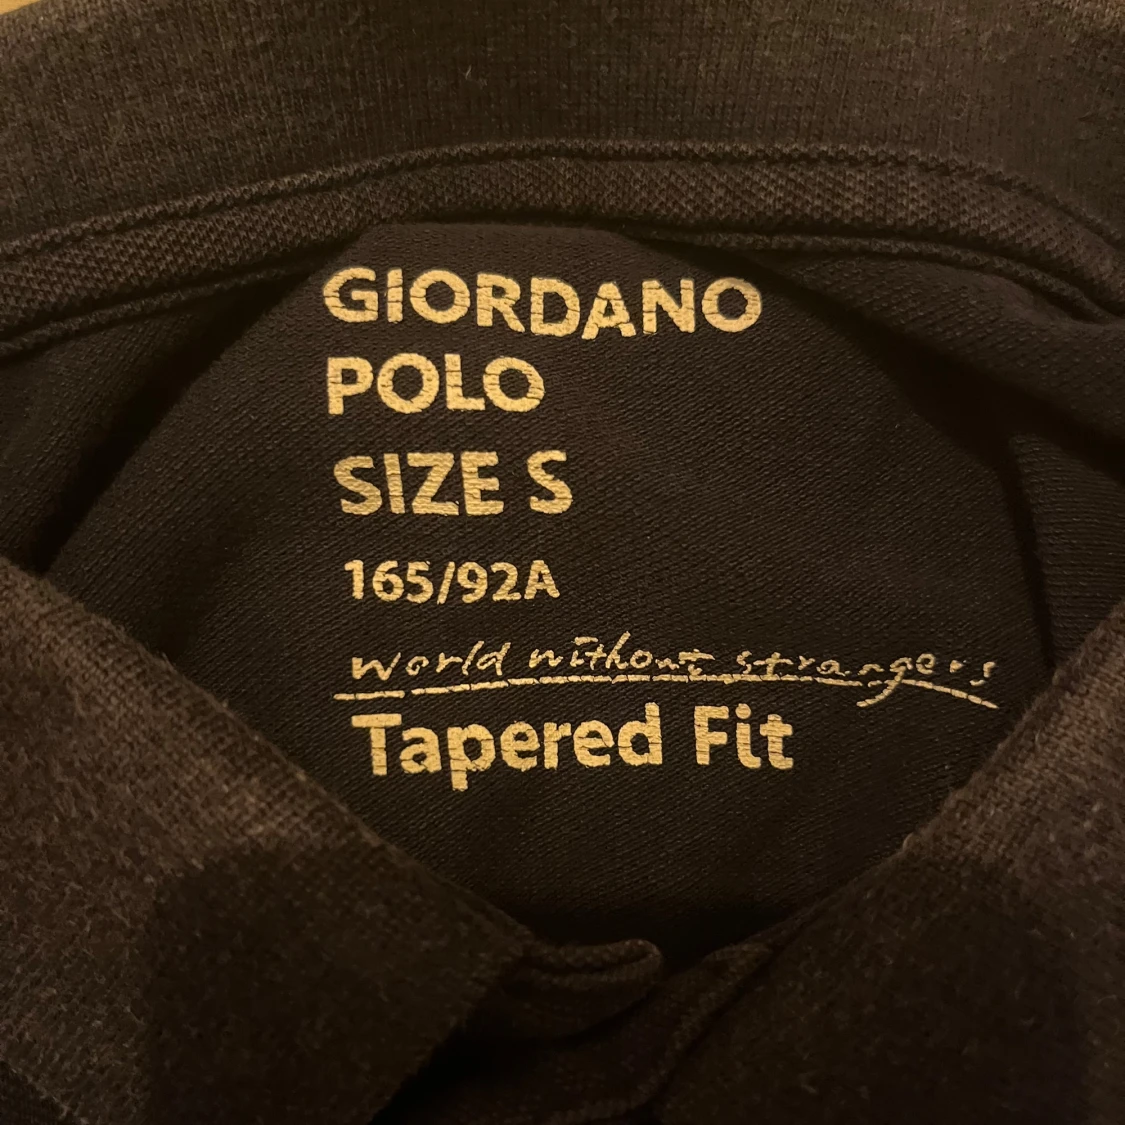 GIORDANO
POLO
SIZE S
165/92A
world without strangers
Tapered Fit